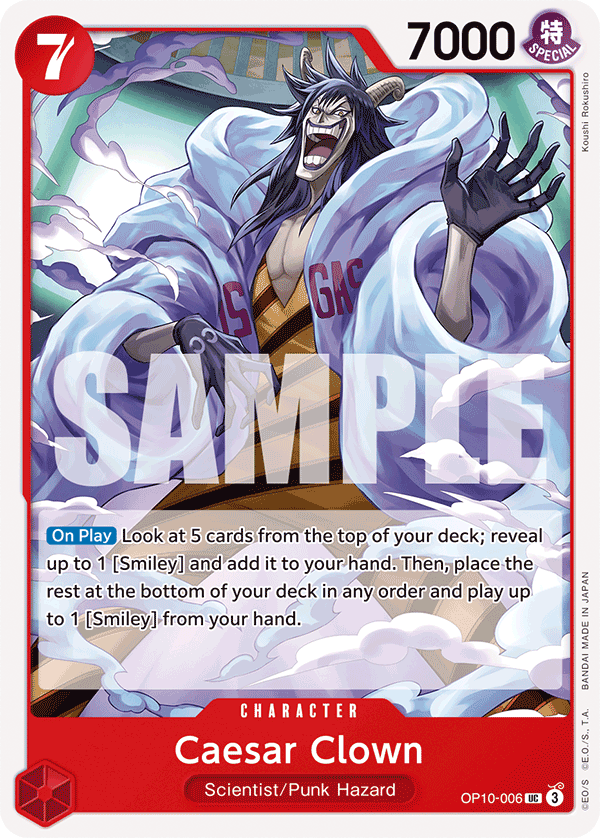 7
7000
特
SPECIAL
Koushi Rokushiro
IS
GAS
SAMPLE
On Play Look at 5 cards from the top of your deck; reveal
up to 1 [Smiley] and add it to your hand. Then, place the
rest at the bottom of your deck in any order and play up
to 1 [Smiley] from your hand.
CHARACTER
Caesar Clown
Scientist/Punk Hazard
OP10-006 UC 3
©EO/S ©E.O./S., T.A. BANDAI MADE IN JAPAN